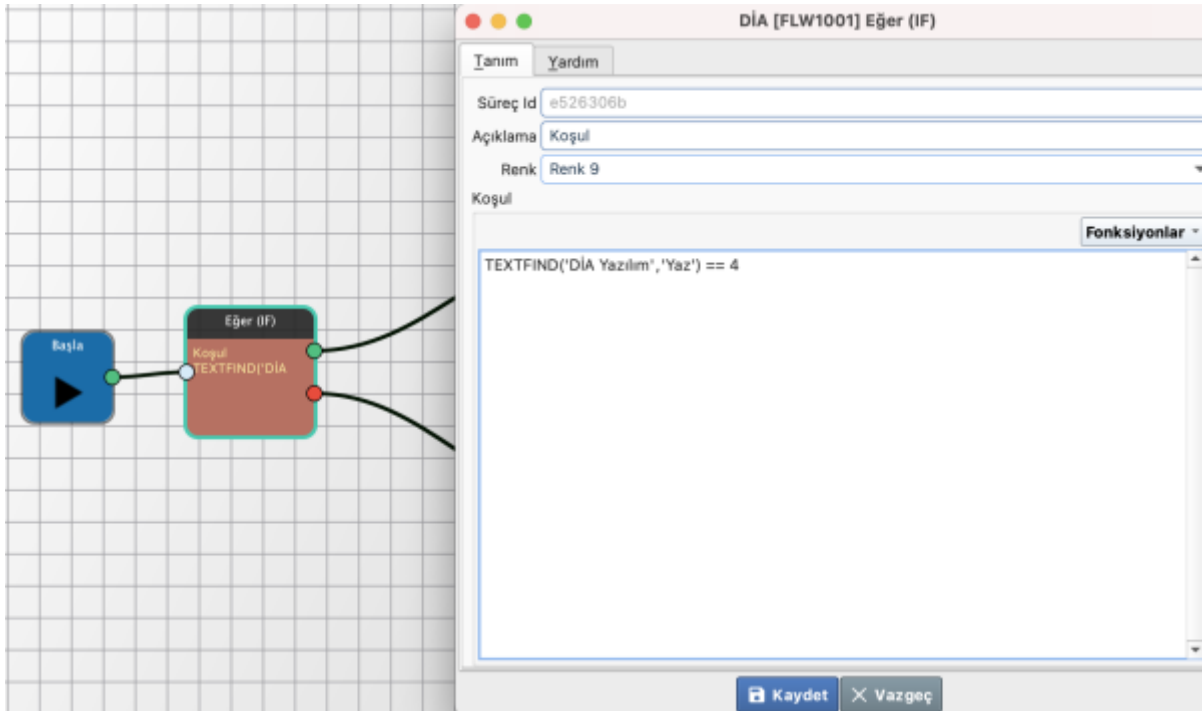 DİA [FLW1001] Eğer (IF)
Tanım Yardım
Süreç Id e526306b
Açıklama Koşul
Renk Renk 9
Koşul
Fonksiyonlar
TEXTFIND('DİA Yazılım','Yaz') == 4
Kaydet Vazgeç
Başla
Eğer (IF)
Koşul
TEXTFIND('DİA